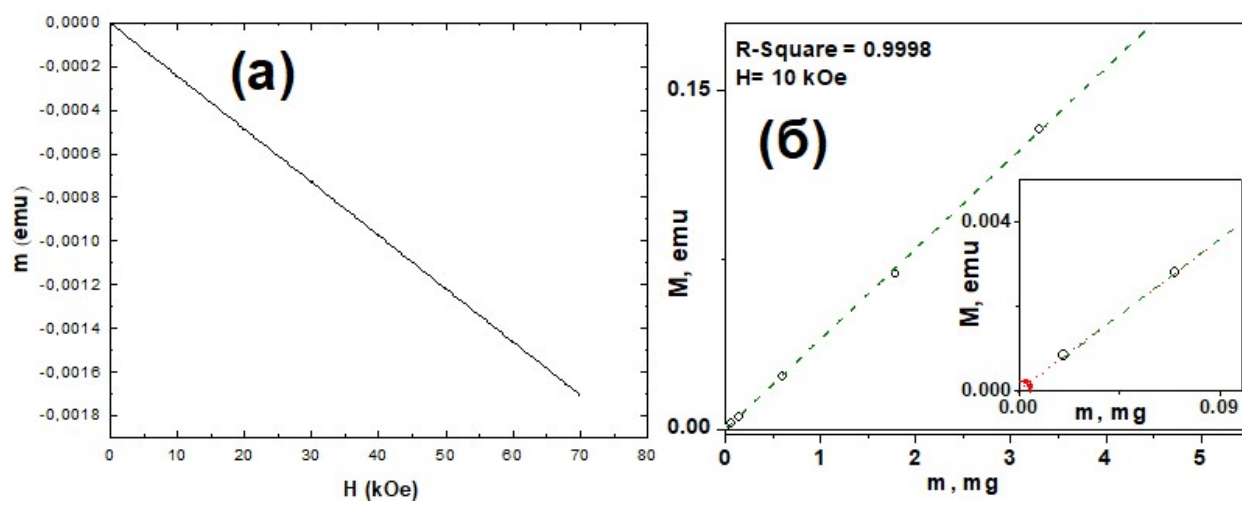 (а)
0,0000
-0,0002
-0,0004
-0,0006
-0,0008
-0,0010
-0,0012
-0,0014
-0,0016
-0,0018
m (emu)
0 10 20 30 40 50 60 70 80
H (kOe)
(б)
R-Square = 0.9998
H= 10 kOe
0.15
0.00
M, emu
0 1 2 3 4 5
m, mg
0.004
0.000
M, emu
0.00 0.09
m, mg